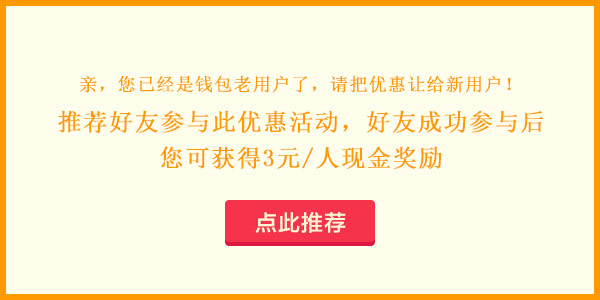 亲，您已经是钱包老用户了，请把优惠让给新用户！
推荐好友参与此优惠活动，好友成功参与后
您可获得3元/人现金奖励
点此推荐